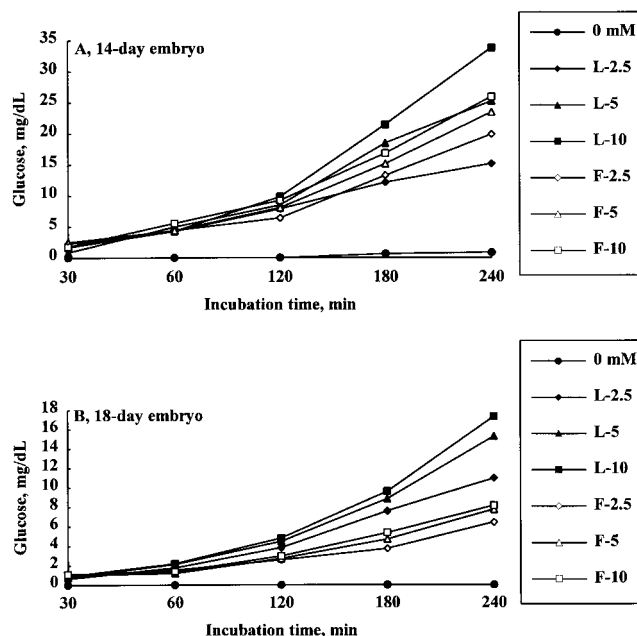 A, 14-day embryo
35
30
25
20
15
10
5
0
Glucose, mg/dL
30 60 120 180 240
Incubation time, min
0 mM
L-2.5
L-5
L-10
F-2.5
F-5
F-10
B, 18-day embryo
18
16
14
12
10
8
6
4
2
0
Glucose, mg/dL
30 60 120 180 240
Incubation time, min
0 mM
L-2.5
L-5
L-10
F-2.5
F-5
F-10